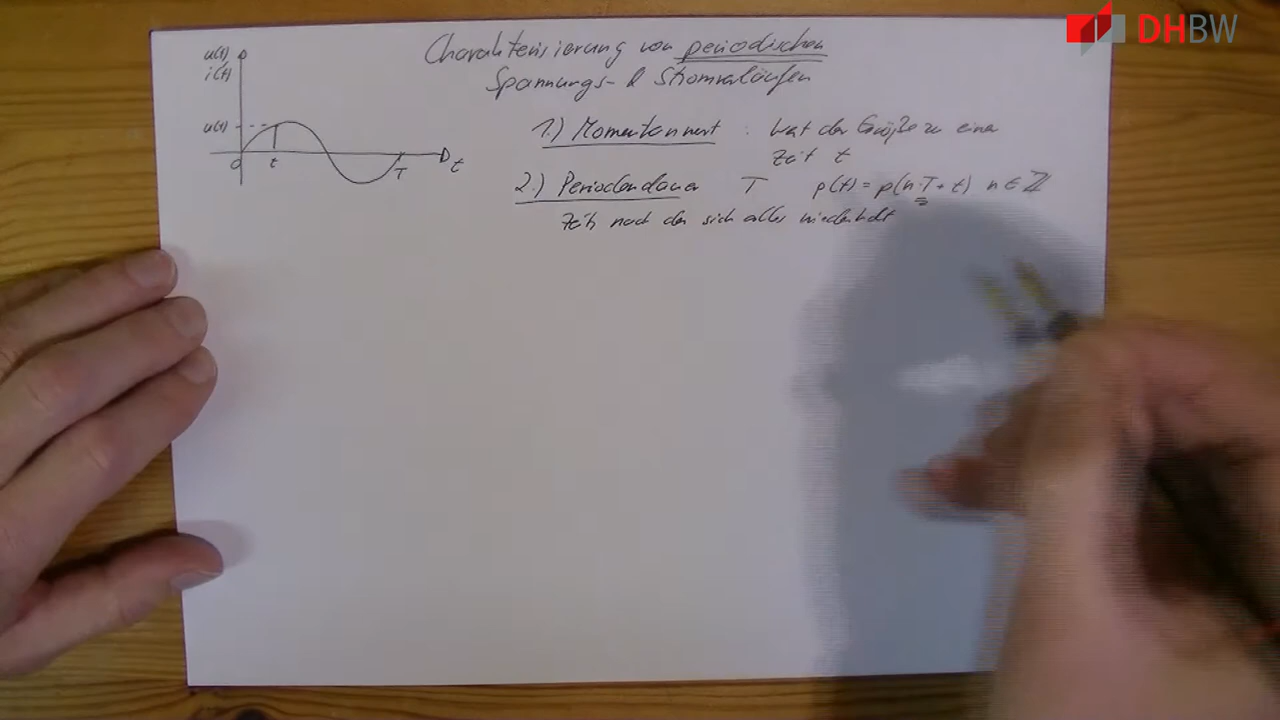 DHBW
Charakterisierung von periodischen
Spannungs- & Stromverläufen
u(t)
i(t)
u(t)
0 t T t
1.) Momentanwert : Wert der Größe zu einer
Zeit t
2.) Periodendauer T p(t) = p(n·T + t) n ∈ ℤ
Zeit, nach der sich alles wiederholt